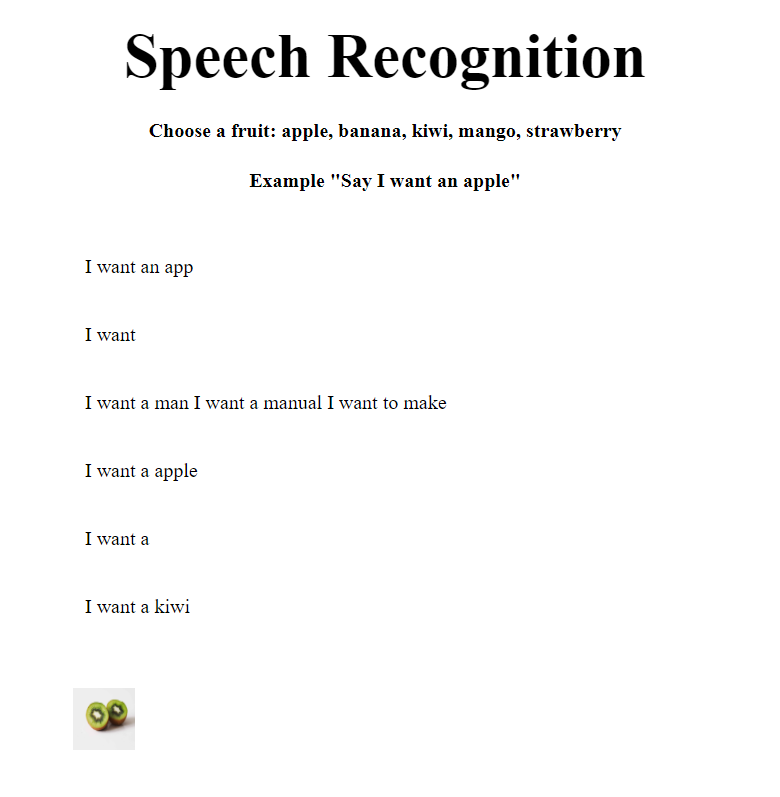 Speech Recognition
Choose a fruit: apple, banana, kiwi, mango, strawberry
Example "Say I want an apple"
I want an app
I want
I want a man I want a manual I want to make
I want a apple
I want a
I want a kiwi